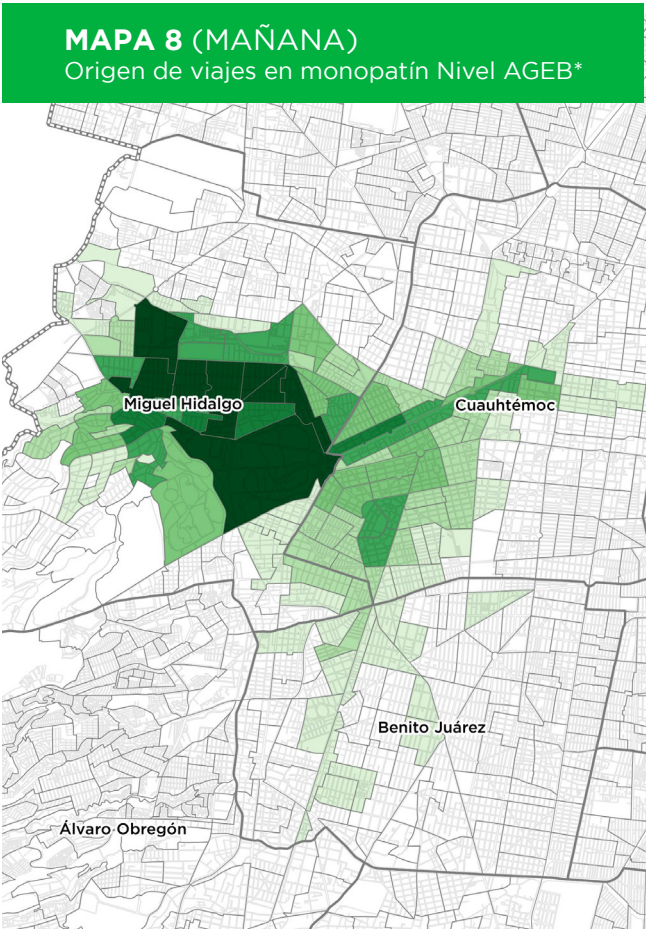 MAPA 8 (MAÑANA)
Origen de viajes en monopatín Nivel AGEB*
Miguel Hidalgo
Cuauhtémoc
Benito Juárez
Álvaro Obregón